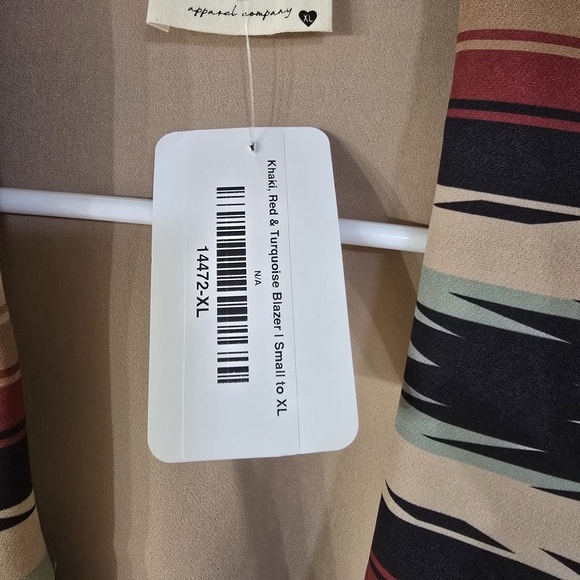 apparel company XL
Khaki, Red & Turquoise Blazer | Small to XL
N/A
14472-XL